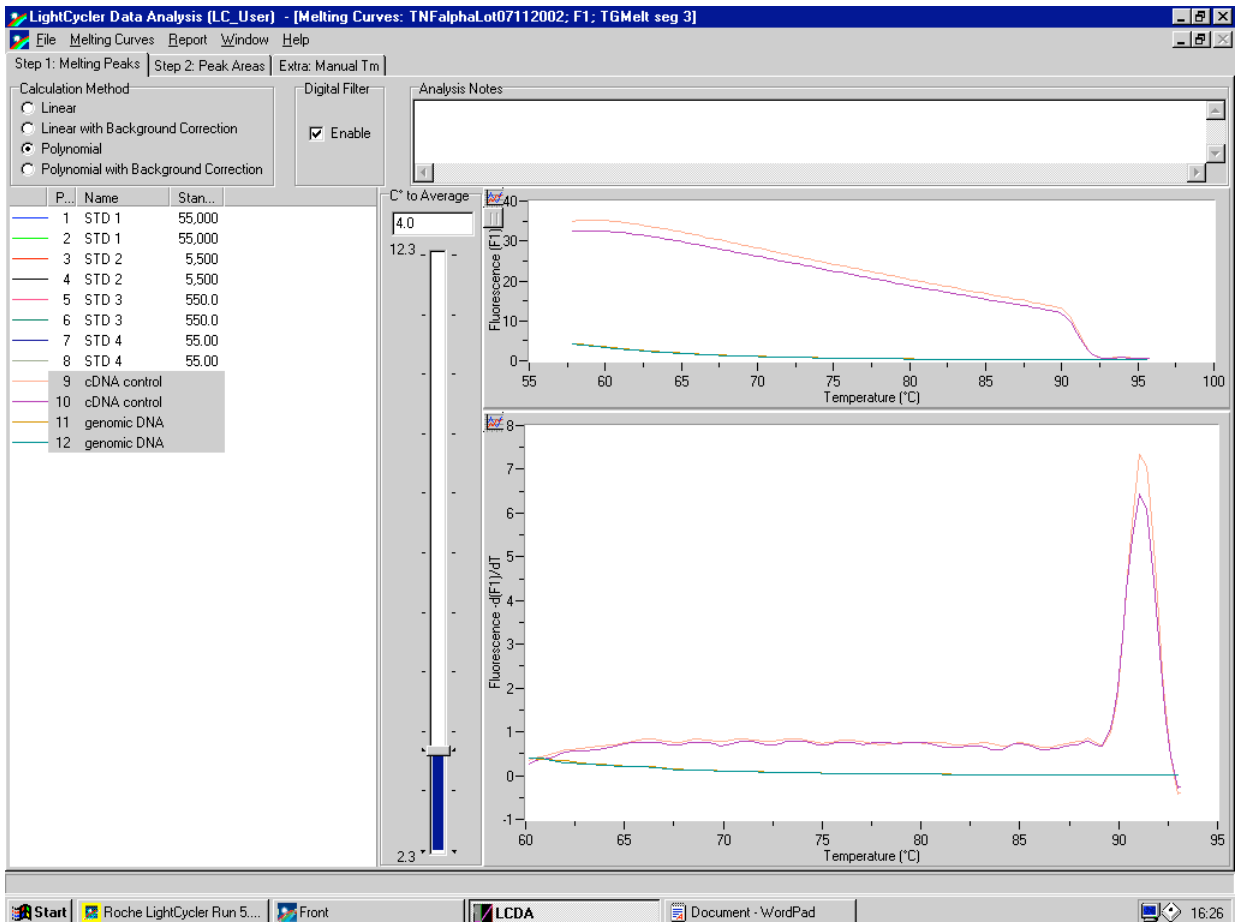 LightCycler Data Analysis (LC_User) - [Melting Curves: TNFalphaLot07112002; F1; TGMelt seg 3]
File Melting Curves Report Window Help
Step 1: Melting Peaks Step 2: Peak Areas Extra: Manual Tm
Calculation Method Digital Filter Analysis Notes
Linear
Linear with Background Correction Enable
Polynomial
Polynomial with Background Correction
P... Name Stan...
1 STD 1 55,000
2 STD 1 55,000
3 STD 2 5,500
4 STD 2 5,500
5 STD 3 550.0
6 STD 3 550.0
7 STD 4 55.00
8 STD 4 55.00
9 cDNA control
10 cDNA control
11 genomic DNA
12 genomic DNA
C° to Average
4.0
12.3
2.3
40
30
20
10
0
Fluorescence (F1)
55 60 65 70 75 80 85 90 95 100
Temperature (°C)
8
7
6
5
4
3
2
1
0
-1
Fluorescence -d(F1)/dT
60 65 70 75 80 85 90 95
Temperature (°C)
Start Roche LightCycler Run 5.... Front LCDA Document - WordPad 16:26